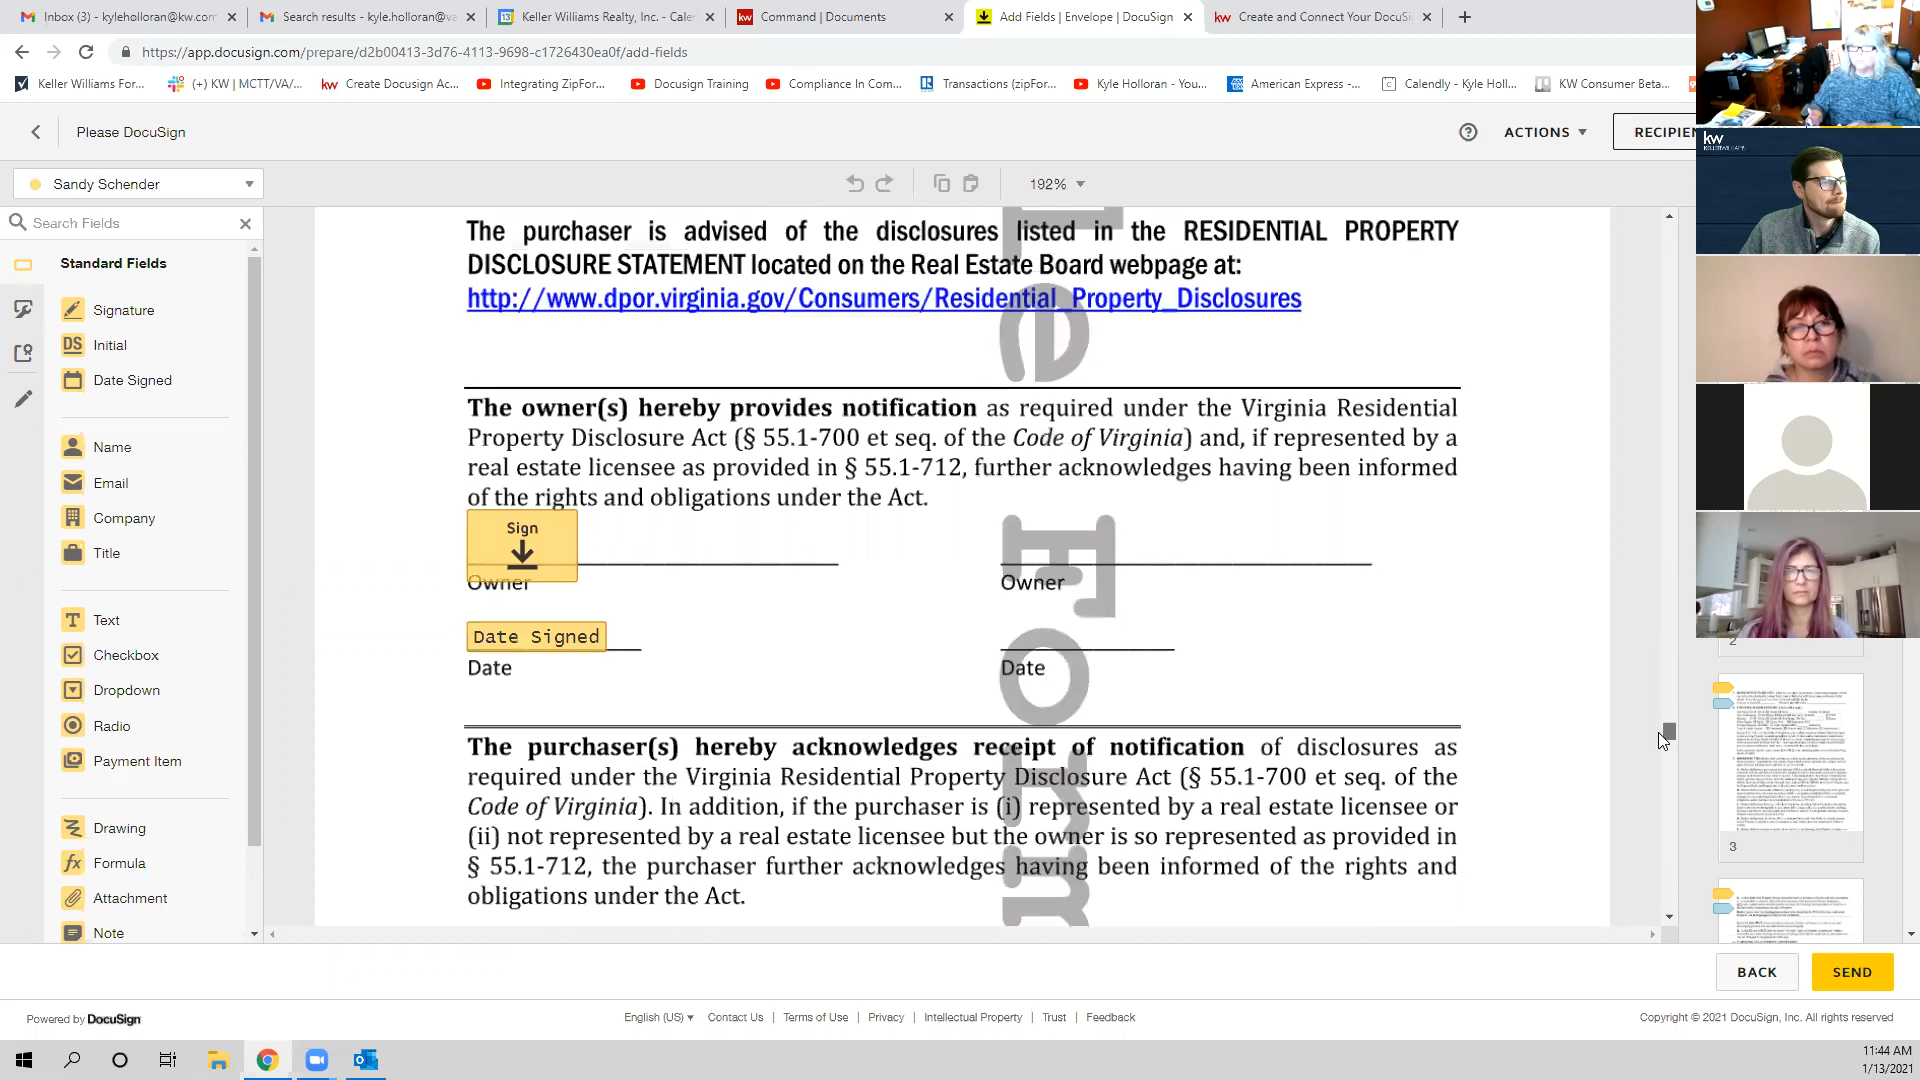 Inbox (3) - kyleholloran@kw.com
Search results - kyle.holloran@va
Keller Williams Realty, Inc. - Cale
Command | Documents
Add Fields | Envelope | DocuSign
Create and Connect Your DocuSi
https://app.docusign.com/prepare/d2b00413-3d76-4113-9698-c1726430ea0f/add-fields
Keller Williams For...
(+) KW | MCTT/VA/...
Create Docusign Ac...
Integrating ZipFor...
Docusign Training
Compliance In Com...
Transactions (zipFor...
Kyle Holloran - You...
American Express -...
Calendly - Kyle Holl...
KW Consumer Beta...
Please DocuSign
ACTIONS
RECIPIEN
Sandy Schender
192%
Search Fields
Standard Fields
Signature
Initial
Date Signed
Name
Email
Company
Title
Text
Checkbox
Dropdown
Radio
Payment Item
Drawing
Formula
Attachment
Note
The purchaser is advised of the disclosures listed in the RESIDENTIAL PROPERTY
DISCLOSURE STATEMENT located on the Real Estate Board webpage at:
http://www.dpor.virginia.gov/Consumers/Residential_Property_Disclosures
The owner(s) hereby provides notification as required under the Virginia Residential
Property Disclosure Act (§ 55.1-700 et seq. of the Code of Virginia) and, if represented by a
real estate licensee as provided in § 55.1-712, further acknowledges having been informed
of the rights and obligations under the Act.
Sign
Owner
Owner
Date Signed
Date
Date
The purchaser(s) hereby acknowledges receipt of notification of disclosures as
required under the Virginia Residential Property Disclosure Act (§ 55.1-700 et seq. of the
Code of Virginia). In addition, if the purchaser is (i) represented by a real estate licensee or
(ii) not represented by a real estate licensee but the owner is so represented as provided in
§ 55.1-712, the purchaser further acknowledges having been informed of the rights and
obligations under the Act.
le Form
kw
KELLERWILLIAMS
2
3
BACK
SEND
Powered by DocuSign
English (US)
Contact Us | Terms of Use | Privacy | Intellectual Property | Trust | Feedback
Copyright © 2021 DocuSign, Inc. All rights reserved
11:44 AM
1/13/2021